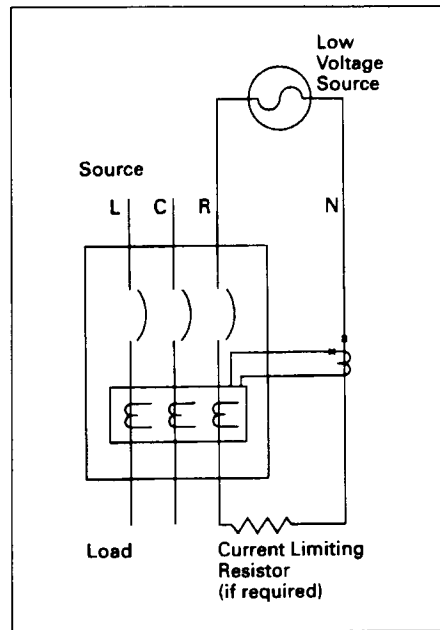 Low
Voltage
Source
Source
L C R N
Load
Current Limiting
Resistor
(if required)